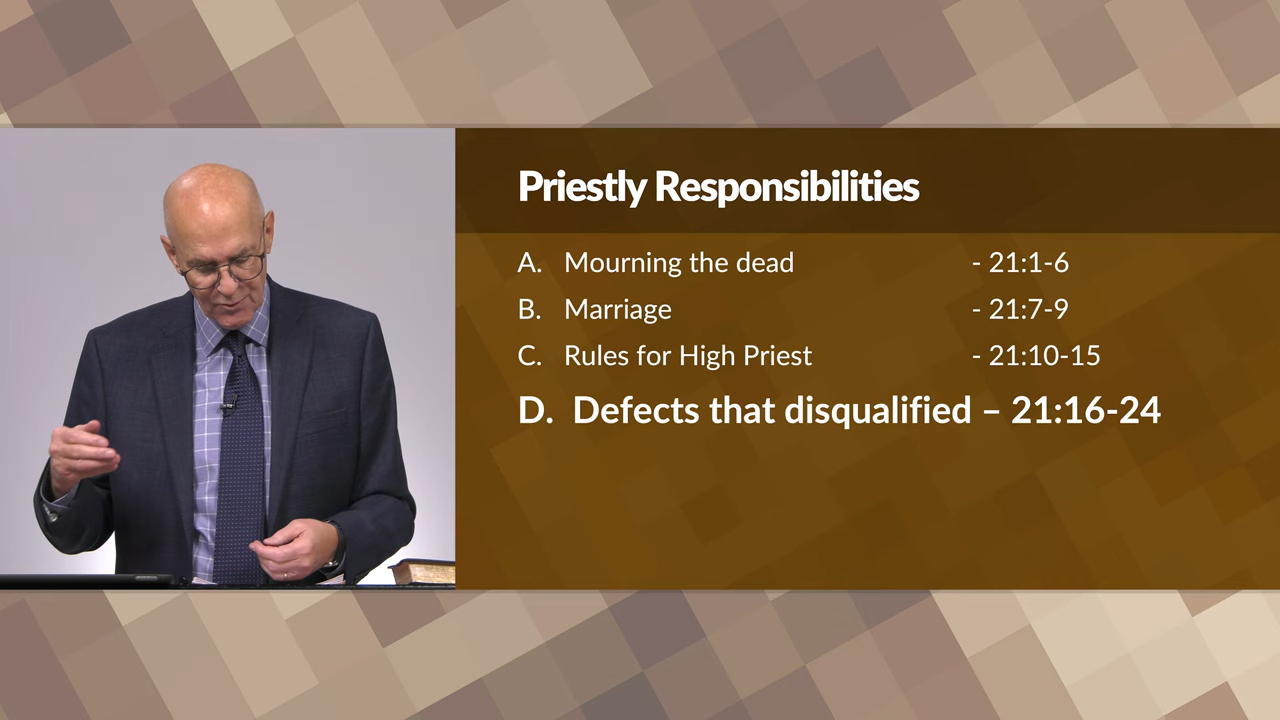 Priestly Responsibilities
A. Mourning the dead - 21:1-6
B. Marriage - 21:7-9
C. Rules for High Priest - 21:10-15
D. Defects that disqualified – 21:16-24